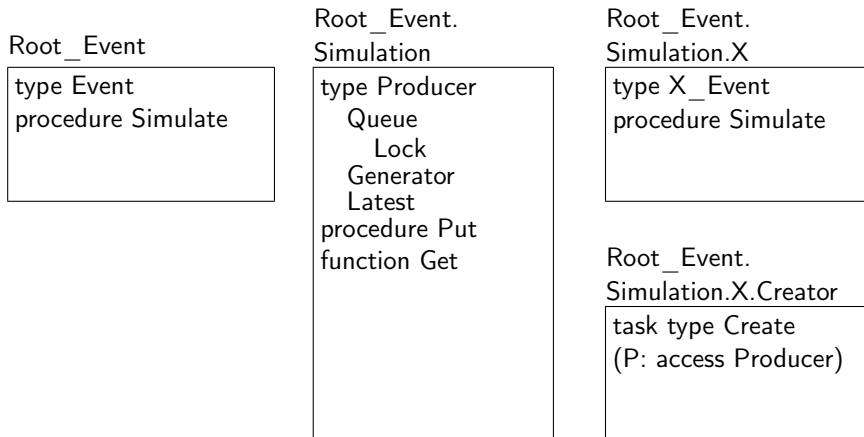 Root_Event
type Event
procedure Simulate
Root_Event.
Simulation
type Producer
Queue
Lock
Generator
Latest
procedure Put
function Get
Root_Event.
Simulation.X
type X_Event
procedure Simulate
Root_Event.
Simulation.X.Creator
task type Create
(P: access Producer)